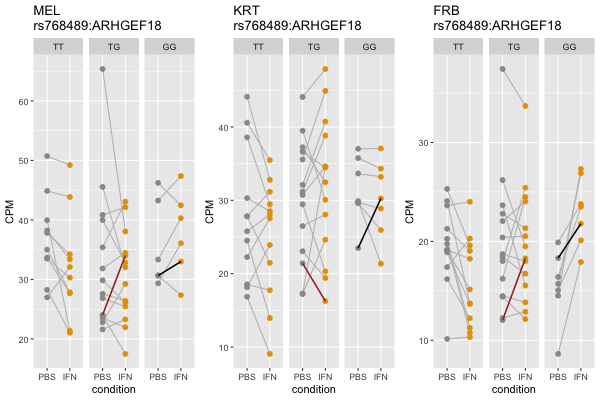 MEL
rs768489:ARHGEF18
TT TG GG
60
50
40
30
20
CPM
PBS IFN PBS IFN PBS IFN
condition
KRT
rs768489:ARHGEF18
TT TG GG
40
30
20
10
CPM
PBS IFN PBS IFN PBS IFN
condition
FRB
rs768489:ARHGEF18
TT TG GG
30
20
10
CPM
PBS IFN PBS IFN PBS IFN
condition